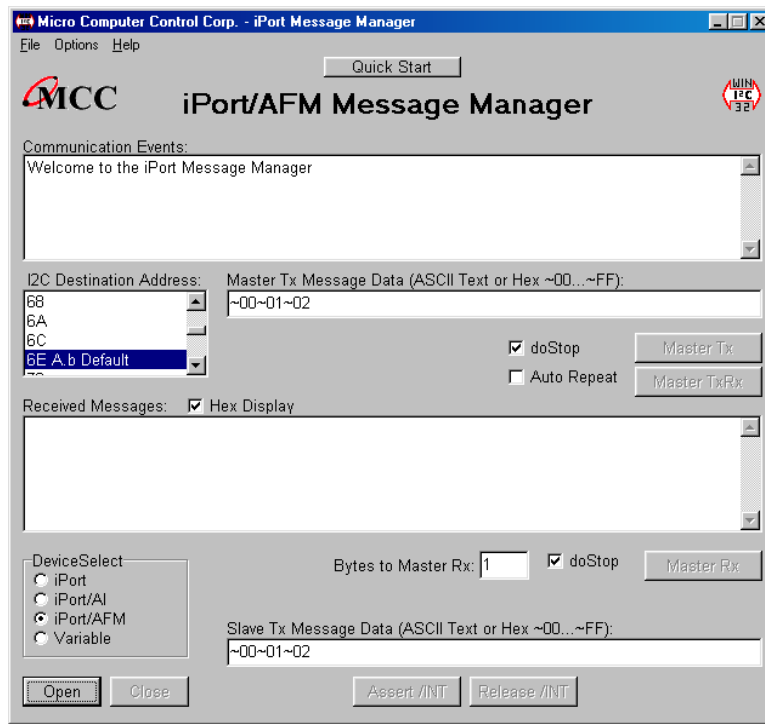 Micro Computer Control Corp. - iPort Message Manager
File Options Help
Quick Start
MCC
iPort/AFM Message Manager
WIN
I²C
32
Communication Events:
Welcome to the iPort Message Manager
I2C Destination Address:
Master Tx Message Data (ASCII Text or Hex ~00...~FF):
68
~00~01~02
6A
6C
6E A.b Default
doStop
Master Tx
Auto Repeat
Master TxRx
Received Messages:
Hex Display
DeviceSelect
iPort
iPort/AI
iPort/AFM
Variable
Bytes to Master Rx: 1
doStop
Master Rx
Slave Tx Message Data (ASCII Text or Hex ~00...~FF):
~00~01~02
Open
Close
Assert /INT
Release /INT